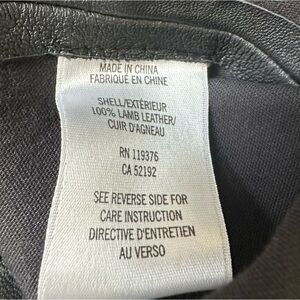 MADE IN CHINA
FABRIQUÉ EN CHINE
SHELL/EXTÉRIEUR
100% LAMB LEATHER/
CUIR D'AGNEAU
RN 119376
CA 52192
SEE REVERSE SIDE FOR
CARE INSTRUCTION
DIRECTIVE D'ENTRETIEN
AU VERSO